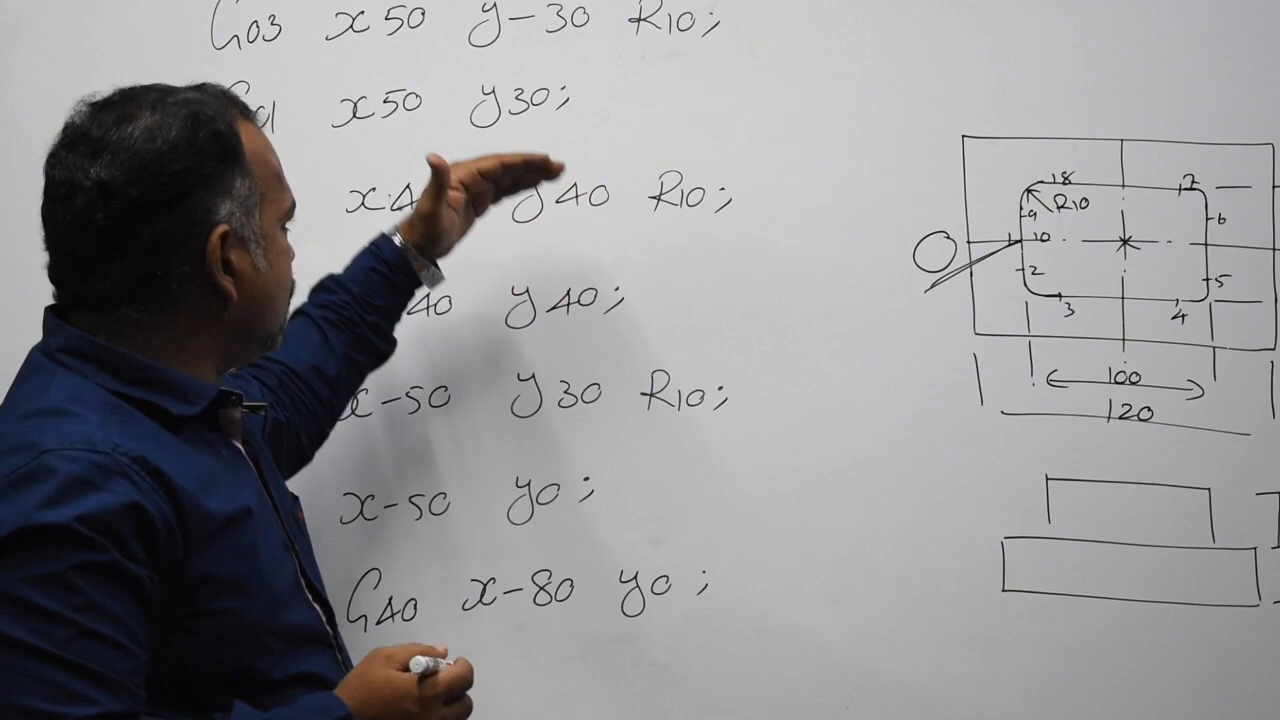 G03 x50 y-30 R10;
x50 y30;
y40 R10;
40 y40;
x-50 y30 R10;
x-50 y0;
G40 x-80 y0;
18
7
R10
9
6
1
10
2
5
3
4
100
120